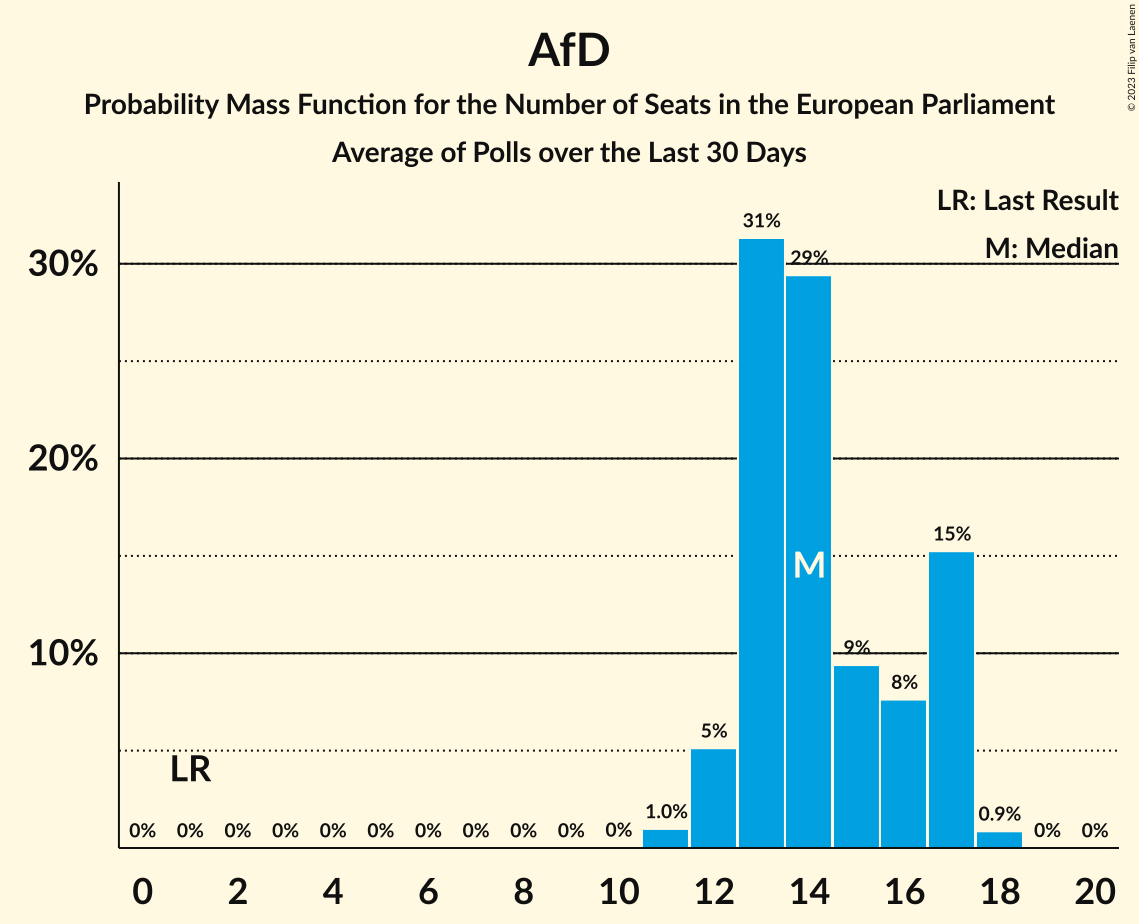 AfD
Probability Mass Function for the Number of Seats in the European Parliament
Average of Polls over the Last 30 Days
© 2023 Filip van Laenen
LR: Last Result
M: Median
31%
30%
29%
20%
15%
M
10%
9%
8%
5%
LR
1.0%
0.9%
0% 0% 0% 0% 0% 0% 0% 0% 0% 0% 0% 0% 0%
0 2 4 6 8 10 12 14 16 18 20